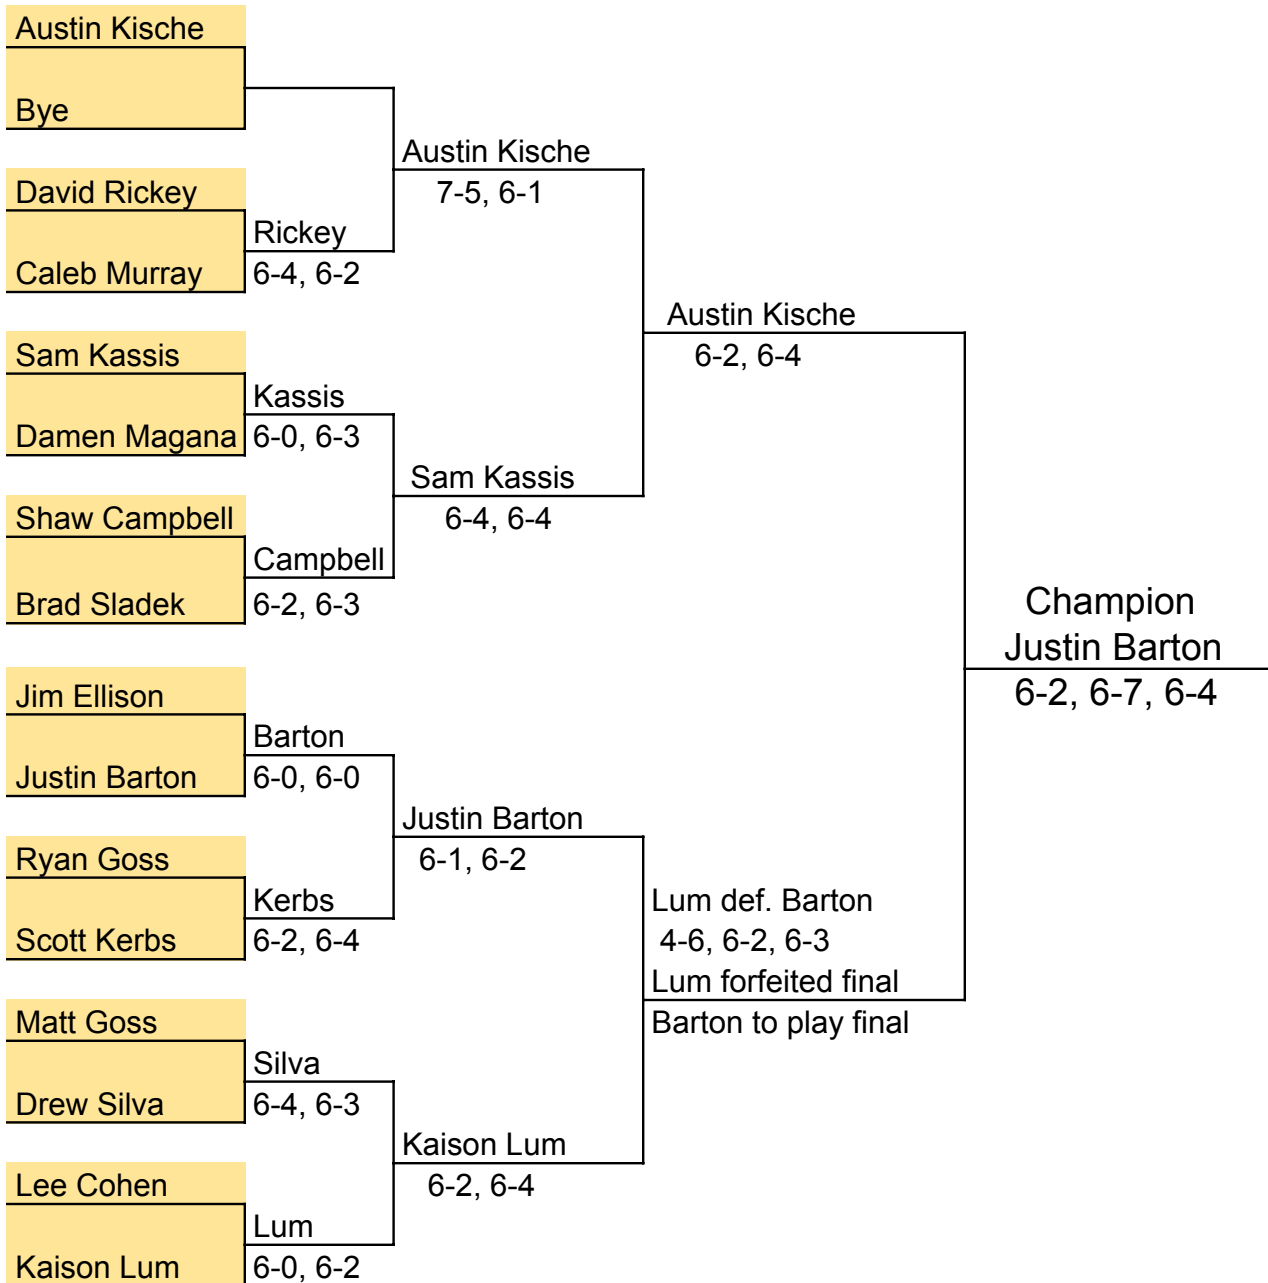 Austin Kische
Bye
Austin Kische
7-5, 6-1
David Rickey
Rickey
Caleb Murray
6-4, 6-2
Austin Kische
6-2, 6-4
Sam Kassis
Kassis
Damen Magana
6-0, 6-3
Sam Kassis
6-4, 6-4
Shaw Campbell
Campbell
Brad Sladek
6-2, 6-3
Champion
Justin Barton
6-2, 6-7, 6-4
Jim Ellison
Barton
Justin Barton
6-0, 6-0
Justin Barton
6-1, 6-2
Ryan Goss
Kerbs
Scott Kerbs
6-2, 6-4
Lum def. Barton
4-6, 6-2, 6-3
Lum forfeited final
Barton to play final
Matt Goss
Silva
Drew Silva
6-4, 6-3
Kaison Lum
6-2, 6-4
Lee Cohen
Lum
Kaison Lum
6-0, 6-2